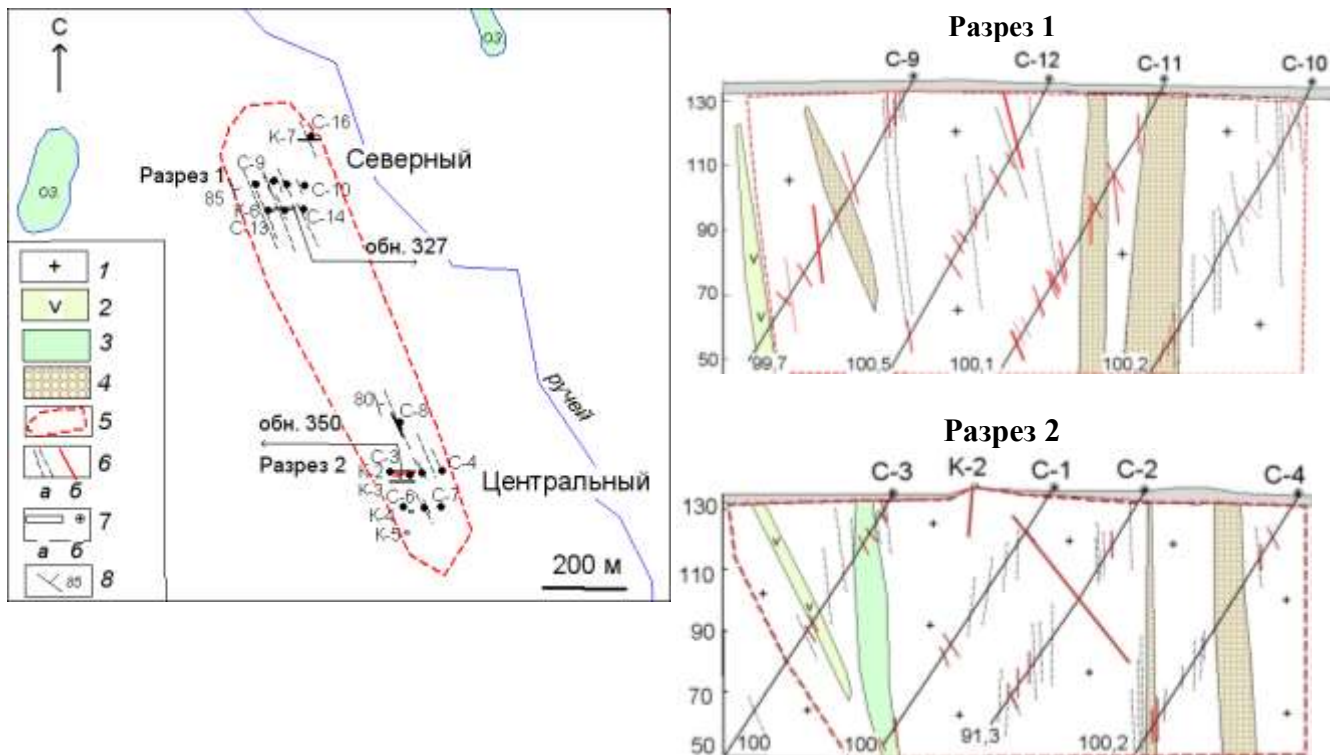 С
оз.
оз.
К-7
С-16
Северный
С-9
Разрез 1
85
С-10
К-6
С-13
С-14
обн. 327
ручей
80
С-8
обн. 350
С-3
С-4
Разрез 2
К-2
Центральный
К-3
С-6
С-7
К-4
К-5
200 м
+ 1
v 2
3
4
5
6
а б
7
а б
85 8
Разрез 1
С-9 С-12 С-11 С-10
130
110
90
70
50
99,7 100,5 100,1 100,2
Разрез 2
С-3 К-2 С-1 С-2 С-4
130
110
90
70
50
100 100 91,3 100,2